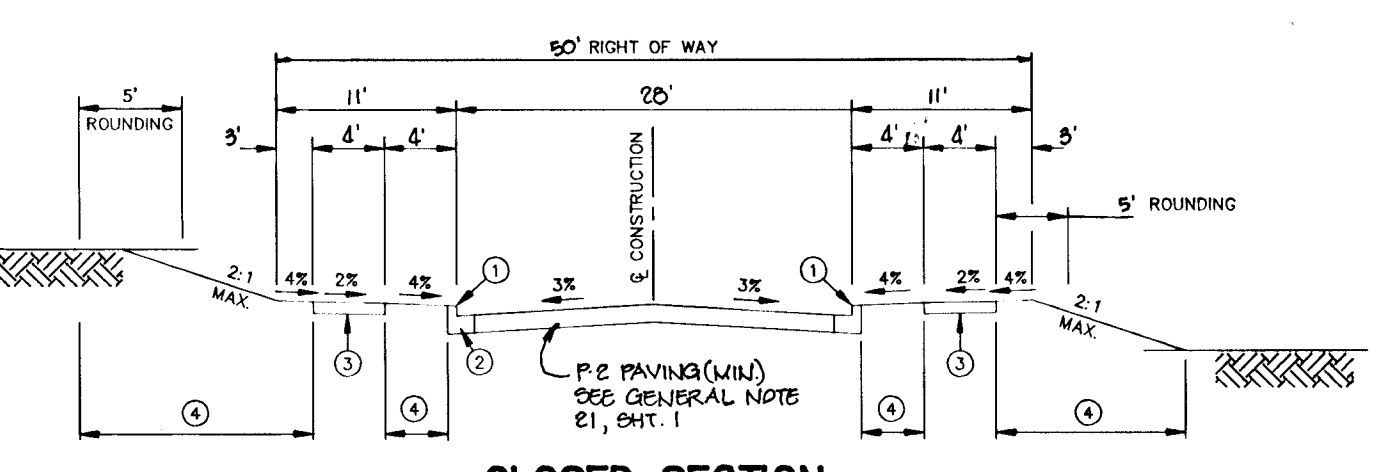 50' RIGHT OF WAY
5' 11' 28' 11'
ROUNDING
3' 4' 4' 4' 4' 3'
℄ CONSTRUCTION
5' ROUNDING
2:1 MAX. 4% 2% 4% 1 3% 3% 1 4% 2% 4% 2:1 MAX.
3 2 3
P-2 PAVING (MIN.)
SEE GENERAL NOTE
21, SHT. 1
4 4 4 4
CLOSED SECTION